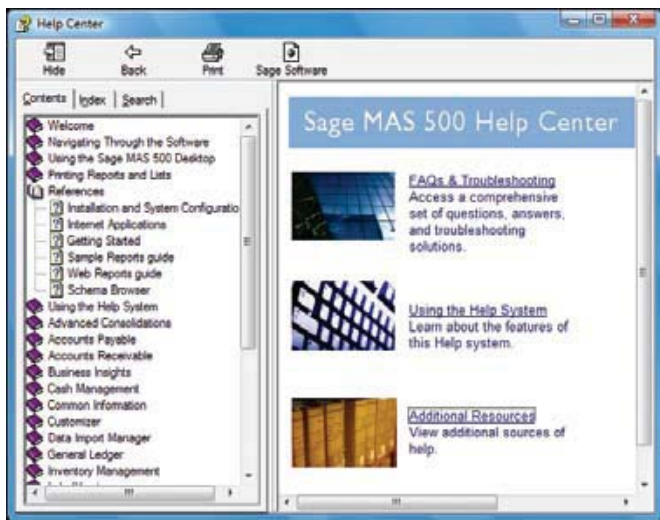 Help Center
Hide Back Print Sage Software
Contents Index Search
Welcome
Navigating Through the Software
Using the Sage MAS 500 Desktop
Printing Reports and Lists
References
Installation and System Configuratio
Internet Applications
Getting Started
Sample Reports guide
Web Reports guide
Schema Browser
Using the Help System
Advanced Consolidations
Accounts Payable
Accounts Receivable
Business Insights
Cash Management
Common Information
Customizer
Data Import Manager
General Ledger
Inventory Management
Sage MAS 500 Help Center
FAQs & Troubleshooting
Access a comprehensive
set of questions, answers,
and troubleshooting
solutions.
Using the Help System
Learn about the features of
this Help system.
Additional Resources
View additional sources of
help.